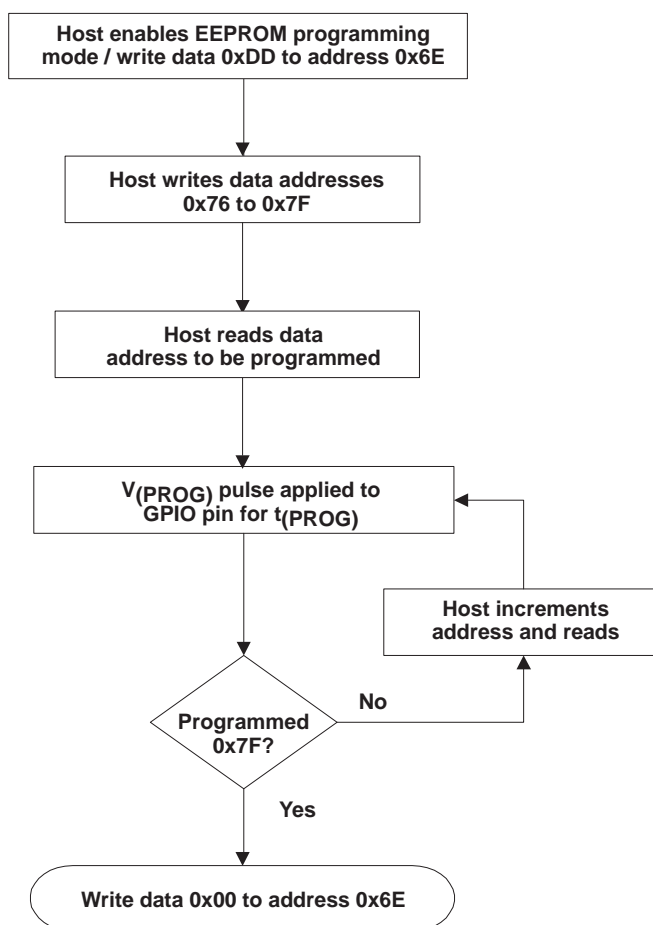 Host enables EEPROM programming
mode / write data 0xDD to address 0x6E
Host writes data addresses
0x76 to 0x7F
Host reads data
address to be programmed
V(PROG) pulse applied to
GPIO pin for t(PROG)
Host increments
address and reads
No
Programmed
0x7F?
Yes
Write data 0x00 to address 0x6E